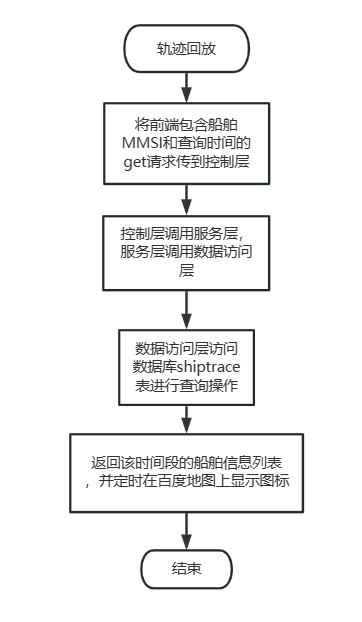 轨迹回放
将前端包含船舶
MMSI和查询时间的
get请求传到控制层
控制层调用服务层，
服务层调用数据访问
层
数据访问层访问
数据库shiptrace
表进行查询操作
返回该时间段的船舶信息列表
，并定时在百度地图上显示图标
结束